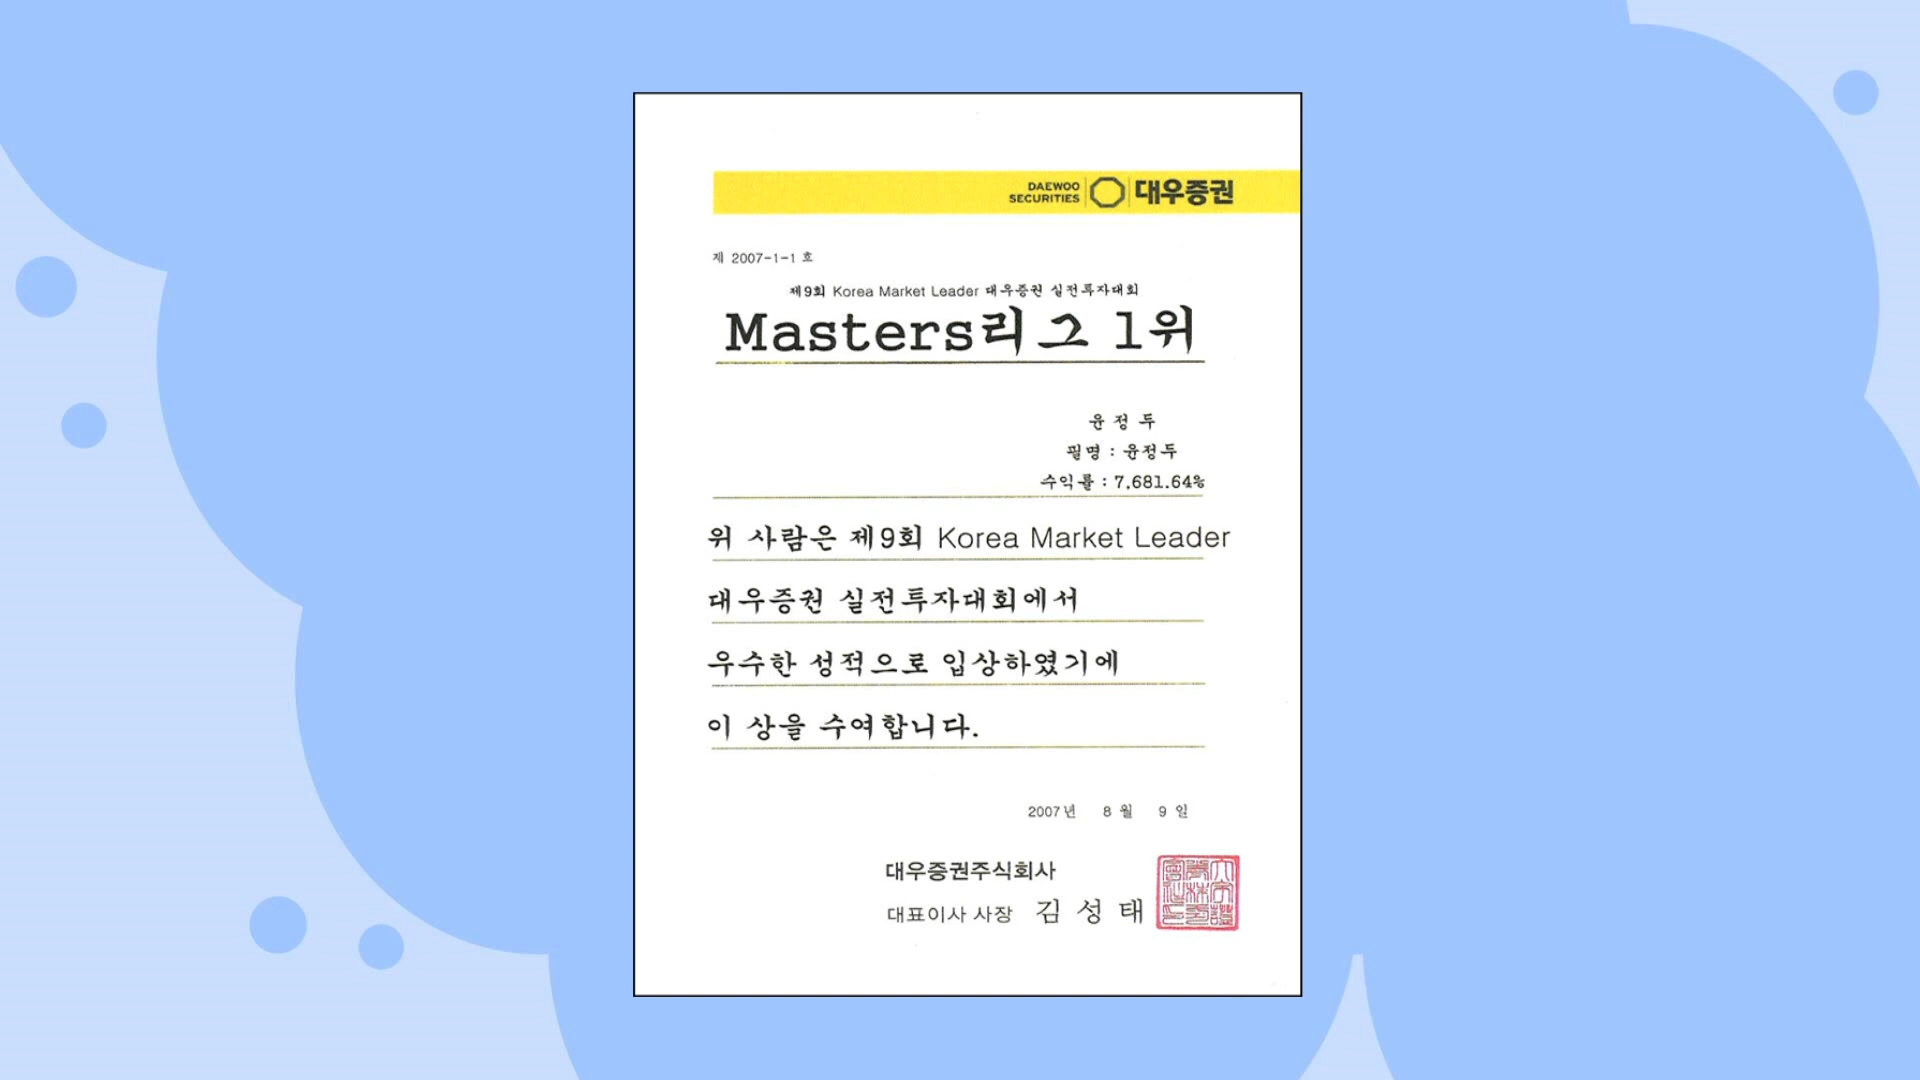 DAEWOO
SECURITIES
대우증권
제 2007-1-1 호
제9회 Korea Market Leader 대우증권 실전투자대회
Masters리그 1위
윤 정 두
필명 : 윤정두
수익률 : 7,681.64%
위 사람은 제9회 Korea Market Leader
대우증권 실전투자대회에서
우수한 성적으로 입상하였기에
이 상을 수여합니다.
2007년 8 월 9 일
대우증권주식회사
대표이사 사장 김 성 태